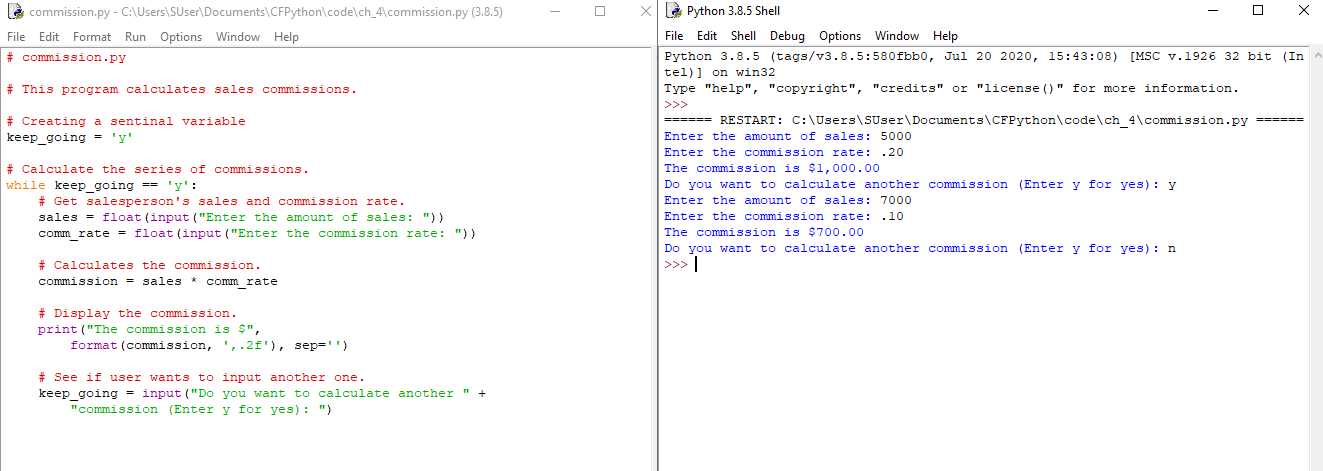 commission.py - C:\Users\SUser\Documents\CFPython\code\ch_4\commission.py (3.8.5)
File Edit Format Run Options Window Help
# commission.py
# This program calculates sales commissions.
# Creating a sentinal variable
keep_going = 'y'
# Calculate the series of commissions.
while keep_going == 'y':
    # Get salesperson's sales and commission rate.
    sales = float(input("Enter the amount of sales: "))
    comm_rate = float(input("Enter the commission rate: "))
    # Calculates the commission.
    commission = sales * comm_rate
    # Display the commission.
    print("The commission is $",
        format(commission, ',.2f'), sep='')
    # See if user wants to input another one.
    keep_going = input("Do you want to calculate another " +
        "commission (Enter y for yes): ")
Python 3.8.5 Shell
File Edit Shell Debug Options Window Help
Python 3.8.5 (tags/v3.8.5:580fbb0, Jul 20 2020, 15:43:08) [MSC v.1926 32 bit (In
tel)] on win32
Type "help", "copyright", "credits" or "license()" for more information.
>>>
====== RESTART: C:\Users\SUser\Documents\CFPython\code\ch_4\commission.py ======
Enter the amount of sales: 5000
Enter the commission rate: .20
The commission is $1,000.00
Do you want to calculate another commission (Enter y for yes): y
Enter the amount of sales: 7000
Enter the commission rate: .10
The commission is $700.00
Do you want to calculate another commission (Enter y for yes): n
>>>